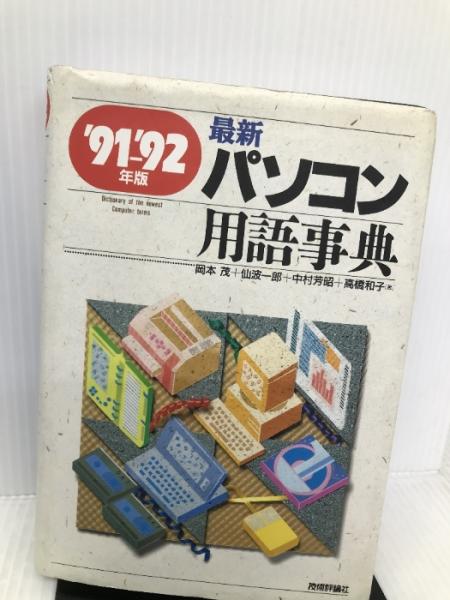 '91-'92
年版
Dictionary of the newest
Computer terms
最新
パソコン
用語事典
岡本 茂+仙波一郎+中村芳昭+高橋和子 著
技術評論社